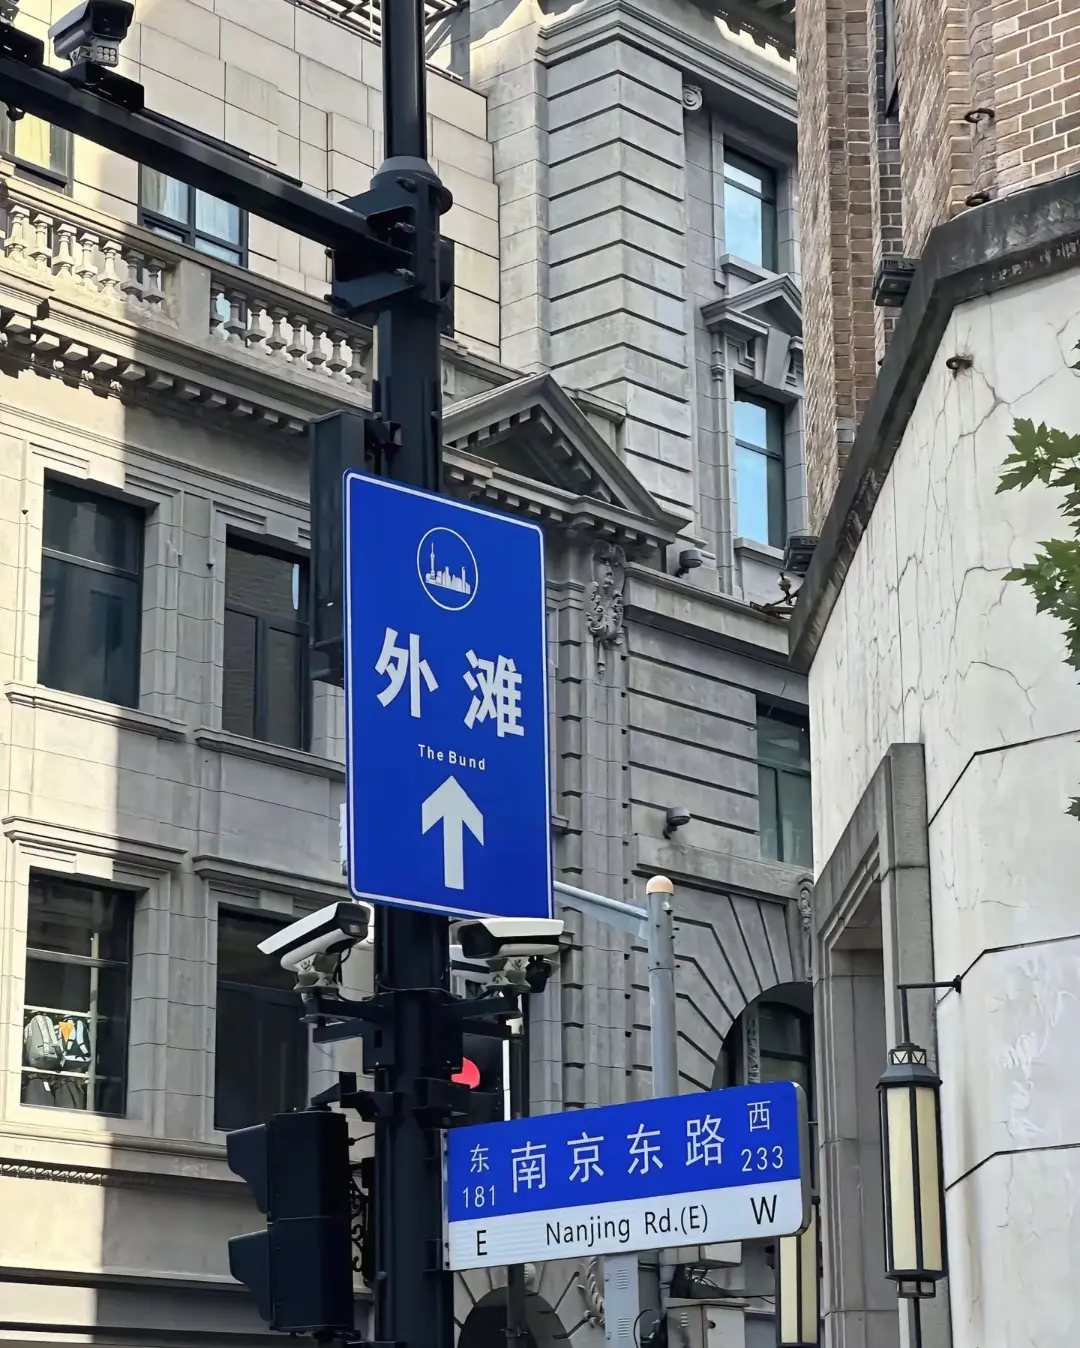 外滩
The Bund
东 南京东路 西
181 233
E Nanjing Rd.(E) W